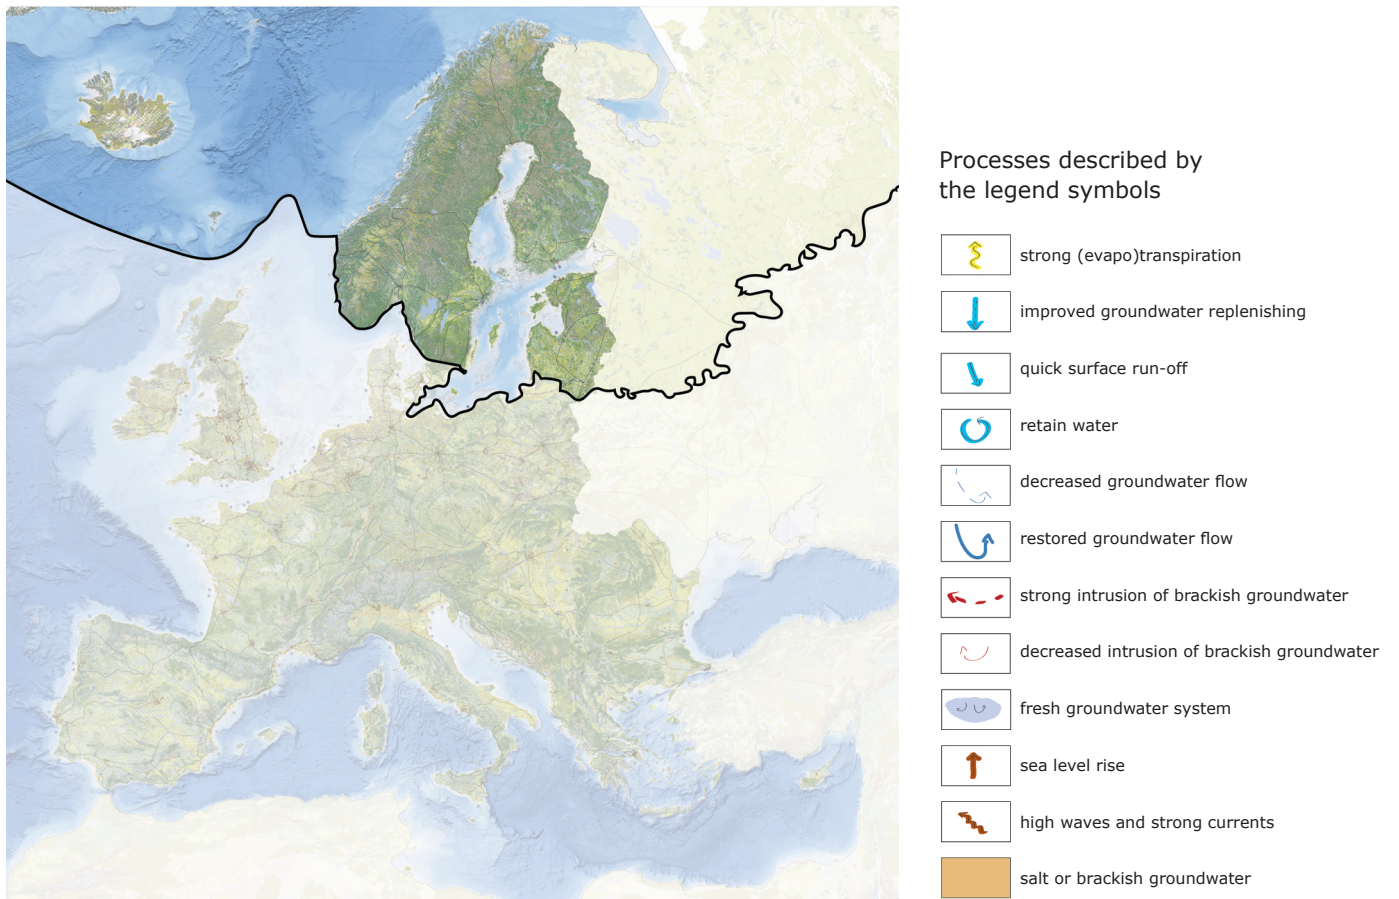 Processes described by
the legend symbols
strong (evapo)transpiration
improved groundwater replenishing
quick surface run-off
retain water
decreased groundwater flow
restored groundwater flow
strong intrusion of brackish groundwater
decreased intrusion of brackish groundwater
fresh groundwater system
sea level rise
high waves and strong currents
salt or brackish groundwater